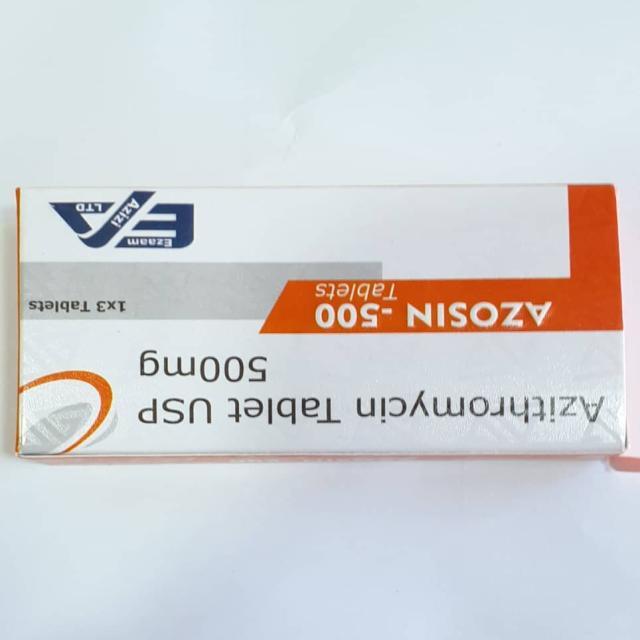 Azithromycin Tablet USP
500mg
AZOSIN -500
Tablets
1x3 Tablets
Ezaam
Azizi
LTD